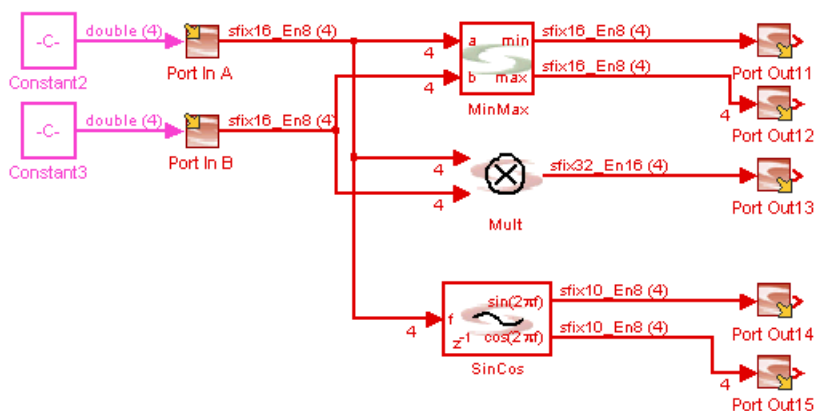 -C-
double (4)
Constant2
Port In A
sfix16_En8 (4)
4
4
a
min
b
max
MinMax
sfix16_En8 (4)
sfix16_En8 (4)
Port Out11
4
Port Out12
-C-
double (4)
Constant3
Port In B
sfix16_En8 (4)
4
4
Mult
sfix32_En16 (4)
Port Out13
4
f
sin(2πf)
z⁻¹
cos(2πf)
SinCos
sfix10_En8 (4)
sfix10_En8 (4)
Port Out14
4
Port Out15